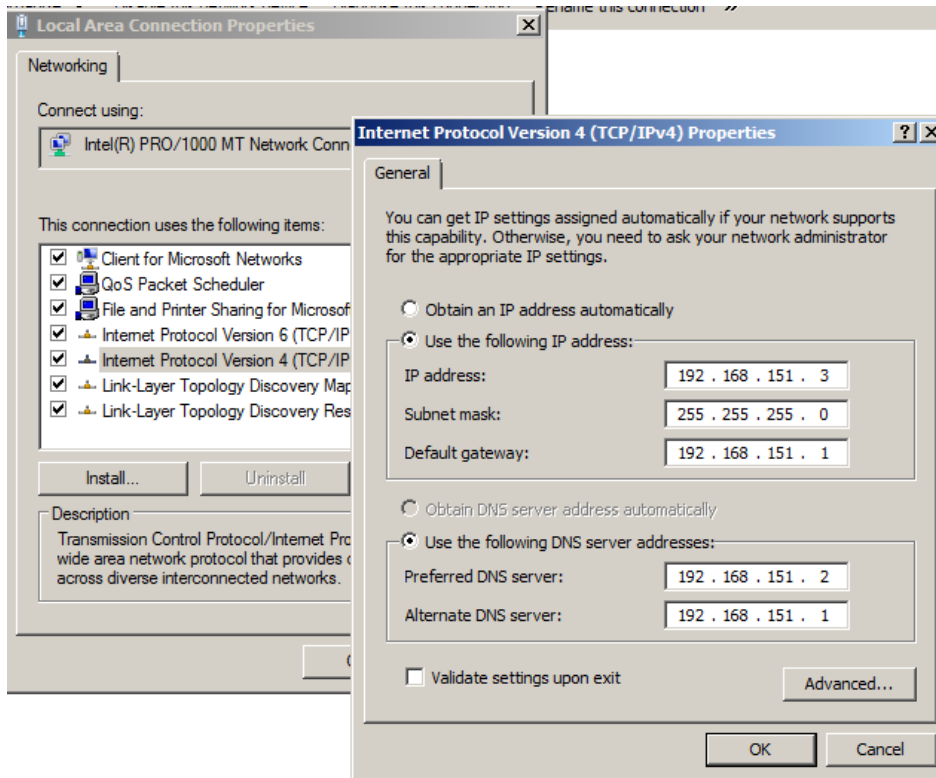 Rename this connection »
Local Area Connection Properties
Networking
Connect using:
Intel(R) PRO/1000 MT Network Conn
This connection uses the following items:
Client for Microsoft Networks
QoS Packet Scheduler
File and Printer Sharing for Microsof
Internet Protocol Version 6 (TCP/IP
Internet Protocol Version 4 (TCP/IP
Link-Layer Topology Discovery Map
Link-Layer Topology Discovery Res
Install...
Uninstall
Description
Transmission Control Protocol/Internet Pro
wide area network protocol that provides
across diverse interconnected networks.
Internet Protocol Version 4 (TCP/IPv4) Properties
General
You can get IP settings assigned automatically if your network supports
this capability. Otherwise, you need to ask your network administrator
for the appropriate IP settings.
Obtain an IP address automatically
Use the following IP address:
IP address: 192 . 168 . 151 . 3
Subnet mask: 255 . 255 . 255 . 0
Default gateway: 192 . 168 . 151 . 1
Obtain DNS server address automatically
Use the following DNS server addresses:
Preferred DNS server: 192 . 168 . 151 . 2
Alternate DNS server: 192 . 168 . 151 . 1
Validate settings upon exit
Advanced...
OK
Cancel